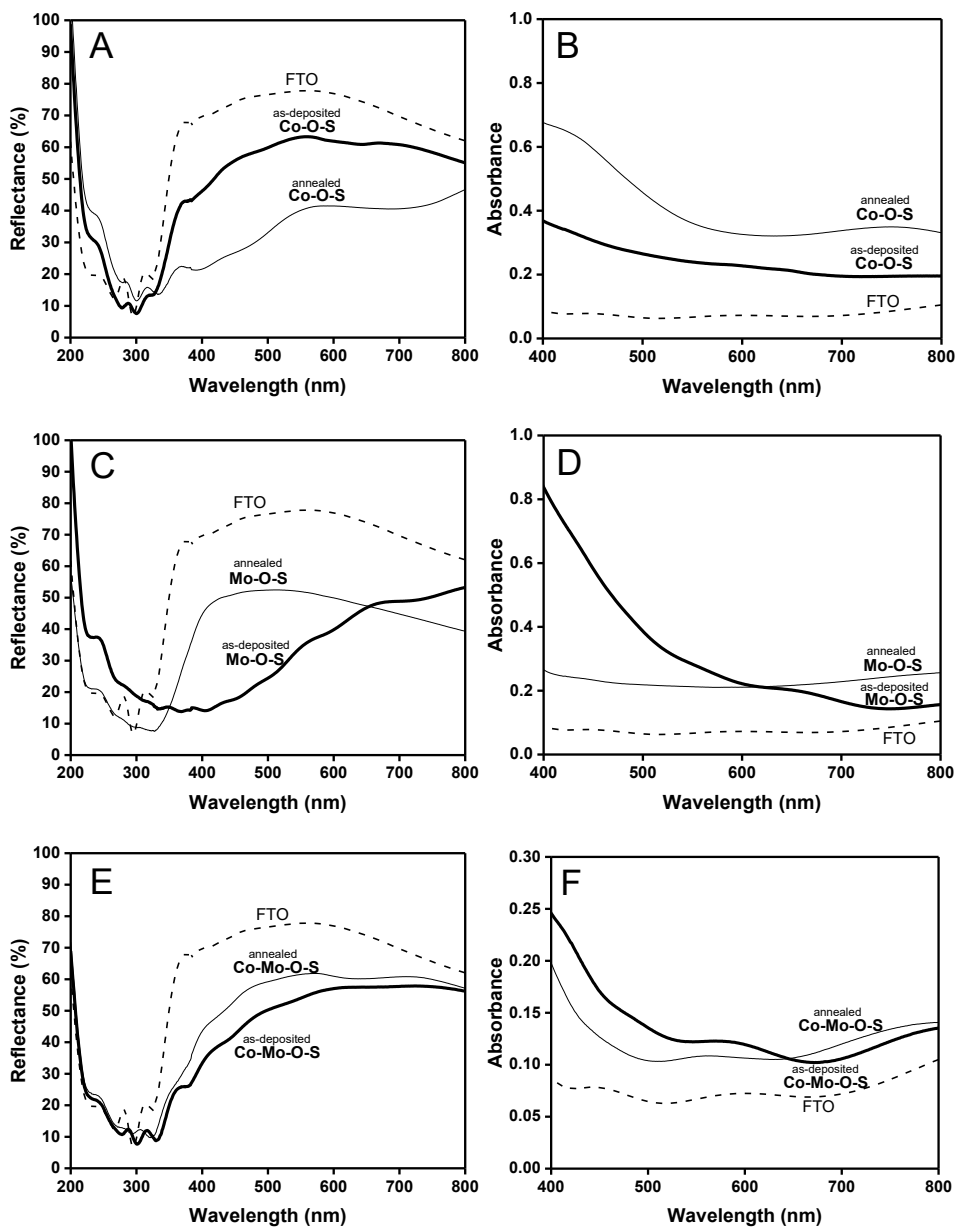 A
Reflectance (%)
100
90
80
70
60
50
40
30
20
10
0
FTO
as-deposited
Co-O-S
annealed
Co-O-S
200 300 400 500 600 700 800
Wavelength (nm)
B
Absorbance
1.0
0.8
0.6
0.4
0.2
0.0
annealed
Co-O-S
as-deposited
Co-O-S
FTO
400 500 600 700 800
Wavelength (nm)
C
Reflectance (%)
100
90
80
70
60
50
40
30
20
10
0
FTO
annealed
Mo-O-S
as-deposited
Mo-O-S
200 300 400 500 600 700 800
Wavelength (nm)
D
Absorbance
1.0
0.8
0.6
0.4
0.2
0.0
annealed
Mo-O-S
as-deposited
Mo-O-S
FTO
400 500 600 700 800
Wavelength (nm)
E
Reflectance (%)
100
90
80
70
60
50
40
30
20
10
0
FTO
annealed
Co-Mo-O-S
as-deposited
Co-Mo-O-S
200 300 400 500 600 700 800
Wavelength (nm)
F
Absorbance
0.30
0.25
0.20
0.15
0.10
0.05
0.00
annealed
Co-Mo-O-S
as-deposited
Co-Mo-O-S
FTO
400 500 600 700 800
Wavelength (nm)